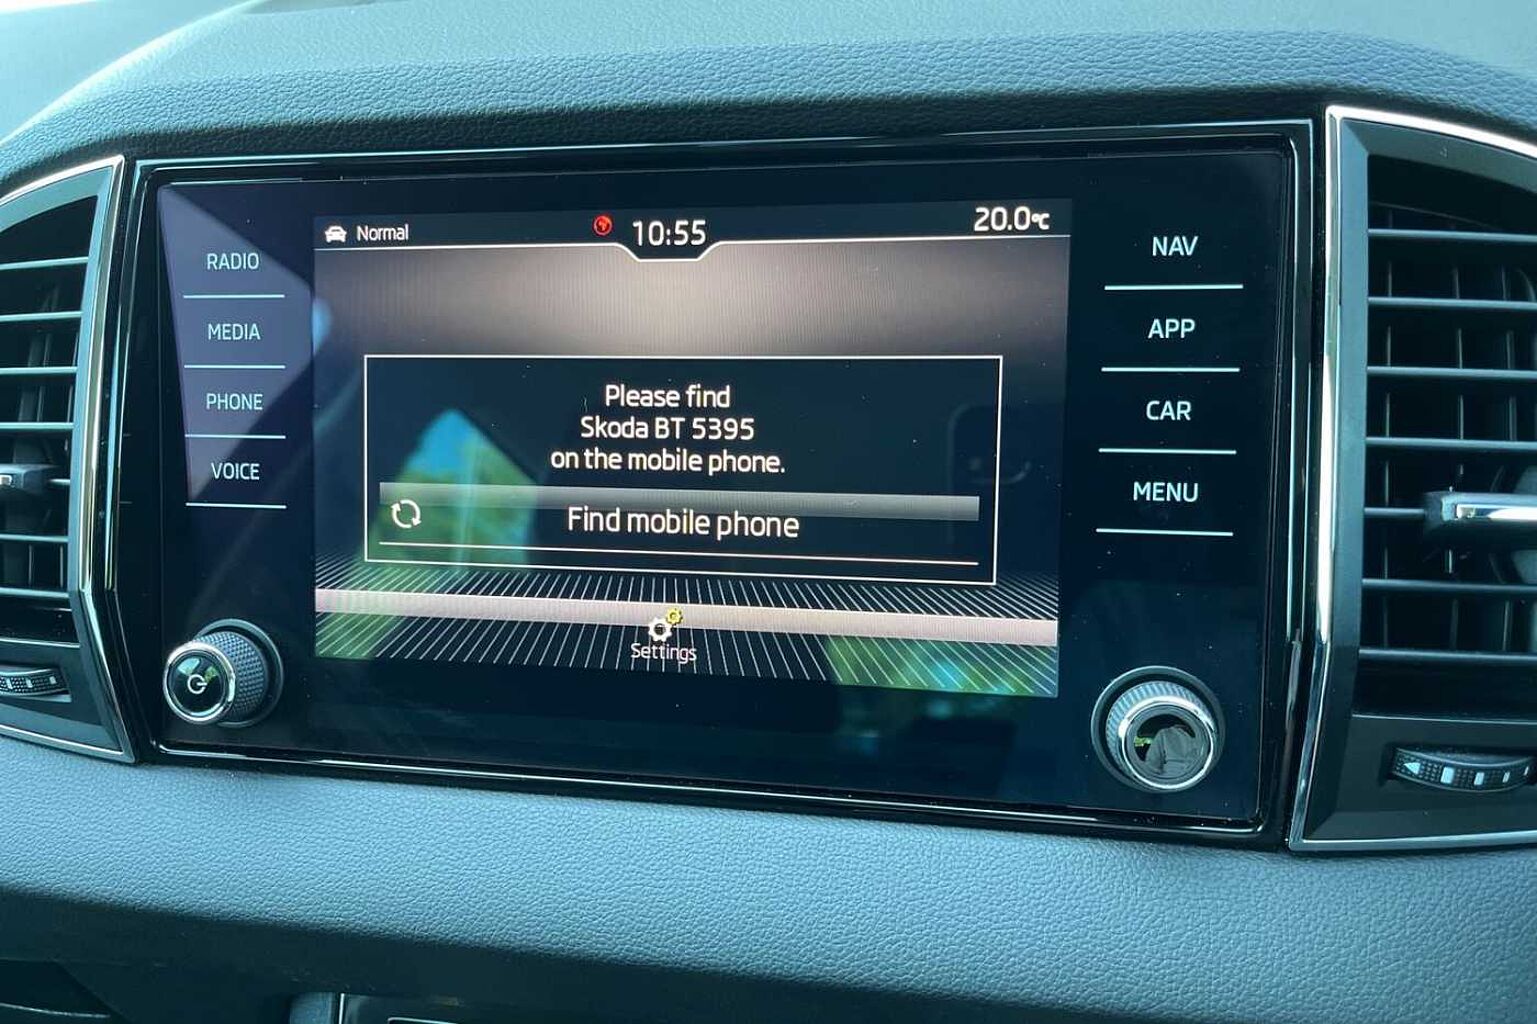 Normal
10:55
20.0°C
RADIO
MEDIA
PHONE
VOICE
Please find
Skoda BT 5395
on the mobile phone.
Find mobile phone
Settings
NAV
APP
CAR
MENU